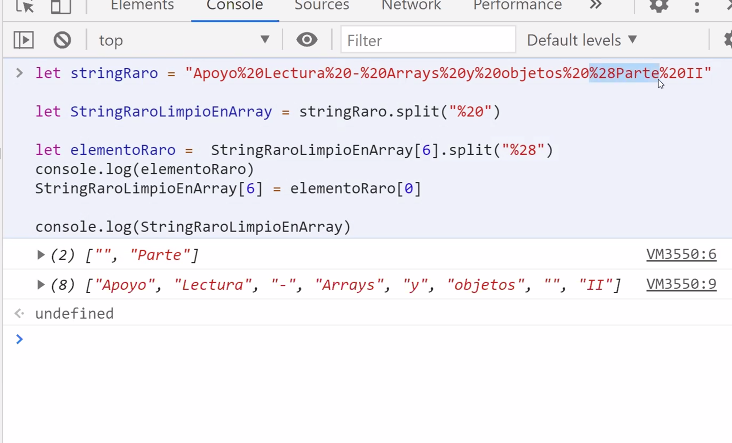 Elements Console Sources Network Performance »
top Filter Default levels ▼
> let stringRaro = "Apoyo%20Lectura%20-%20Arrays%20y%20objetos%20%28Parte%20II"
let StringRaroLimpioEnArray = stringRaro.split("%20")
let elementoRaro =  StringRaroLimpioEnArray[6].split("%28")
console.log(elementoRaro)
StringRaroLimpioEnArray[6] = elementoRaro[0]
console.log(StringRaroLimpioEnArray)
(2) ["", "Parte"] VM3550:6
(8) ["Apoyo", "Lectura", "-", "Arrays", "y", "objetos", "", "II"] VM3550:9
undefined
>